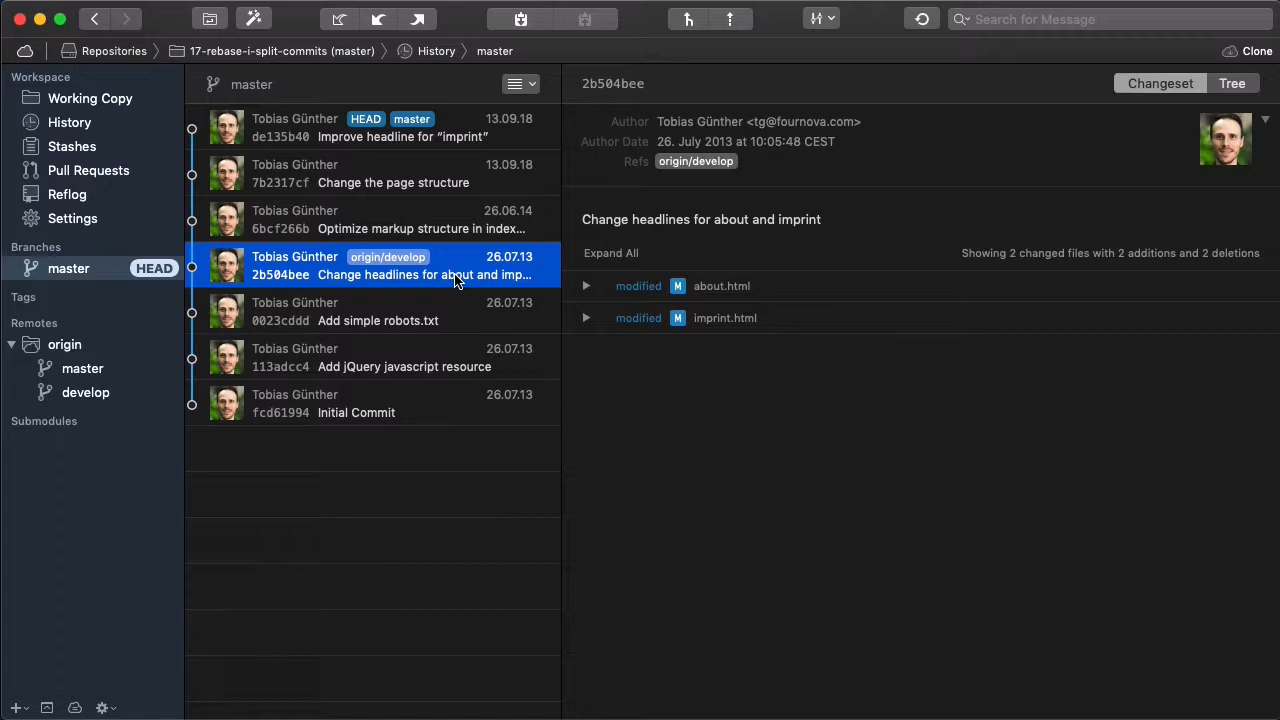 Search for Message
Repositories 17-rebase-i-split-commits (master) History master Clone
Workspace
Working Copy
History
Stashes
Pull Requests
Reflog
Settings
Branches
master HEAD
Tags
Remotes
origin
master
develop
Submodules
master
Tobias Günther HEAD master 13.09.18
de135b40 Improve headline for “imprint”
Tobias Günther 13.09.18
7b2317cf Change the page structure
Tobias Günther 26.06.14
6bcf266b Optimize markup structure in index...
Tobias Günther origin/develop 26.07.13
2b504bee Change headlines for about and imp...
Tobias Günther 26.07.13
0023cddd Add simple robots.txt
Tobias Günther 26.07.13
113adcc4 Add jQuery javascript resource
Tobias Günther 26.07.13
fcd61994 Initial Commit
2b504bee Changeset Tree
Author Tobias Günther <tg@fournova.com>
Author Date 26. July 2013 at 10:05:48 CEST
Refs origin/develop
Change headlines for about and imprint
Expand All Showing 2 changed files with 2 additions and 2 deletions
modified M about.html
modified M imprint.html